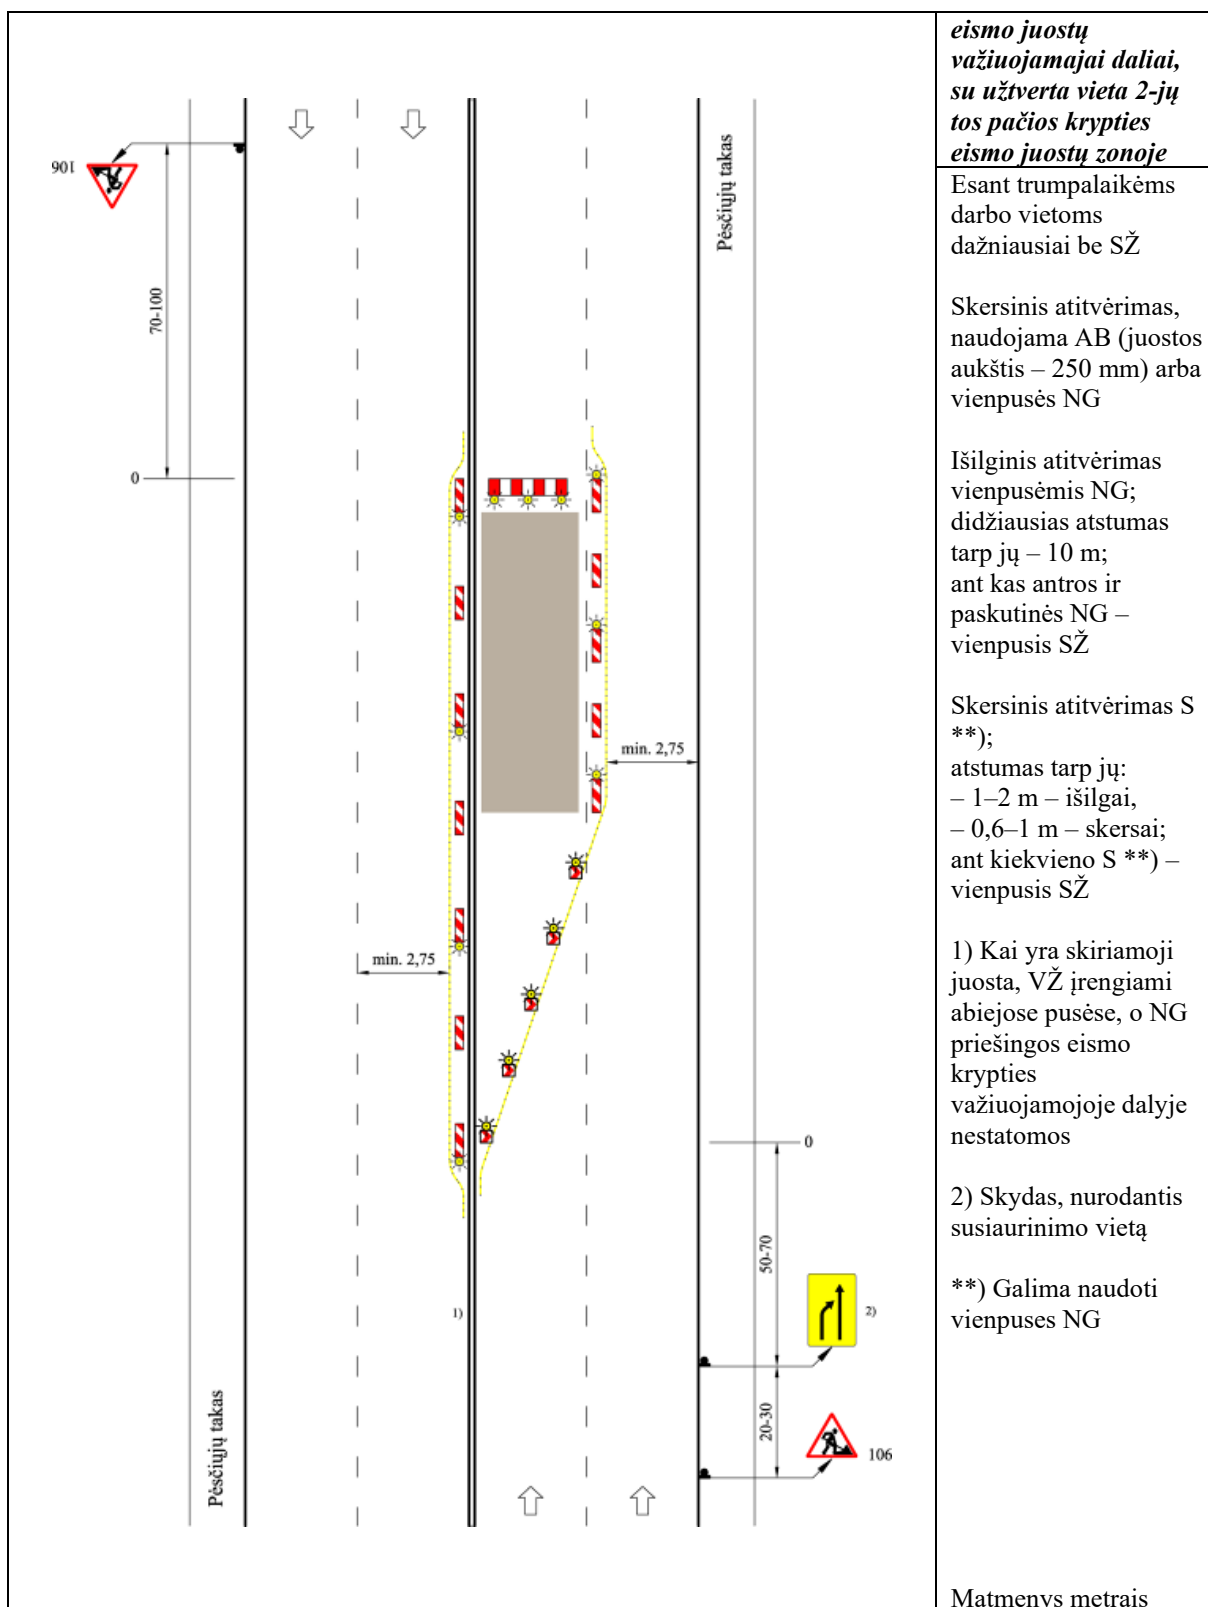 eismo juostų
važiuojamajai daliai,
su užtverta vieta 2-jų
tos pačios krypties
eismo juostų zonoje
Esant trumpalaikėms
darbo vietoms
dažniausiai be SŽ
Skersinis atitvėrimas,
naudojama AB (juostos
aukštis – 250 mm) arba
vienpusės NG
Išilginis atitvėrimas
vienpusėmis NG;
didžiausias atstumas
tarp jų – 10 m;
ant kas antros ir
paskutinės NG –
vienpusis SŽ
Skersinis atitvėrimas S
**);
atstumas tarp jų:
– 1–2 m – išilgai,
– 0,6–1 m – skersai;
ant kiekvieno S **) –
vienpusis SŽ
1) Kai yra skiriamoji
juosta, VŽ įrengiami
abiejose pusėse, o NG
priešingos eismo
krypties
važiuojamojoje dalyje
nestatomos
2) Skydas, nurodantis
susiaurinimo vietą
**) Galima naudoti
vienpuses NG
Matmenys metrais
106
70-100
0
Pėsčiųjų takas
min. 2,75
min. 2,75
0
50-70
1)
2)
20-30
106
Pėsčiųjų takas